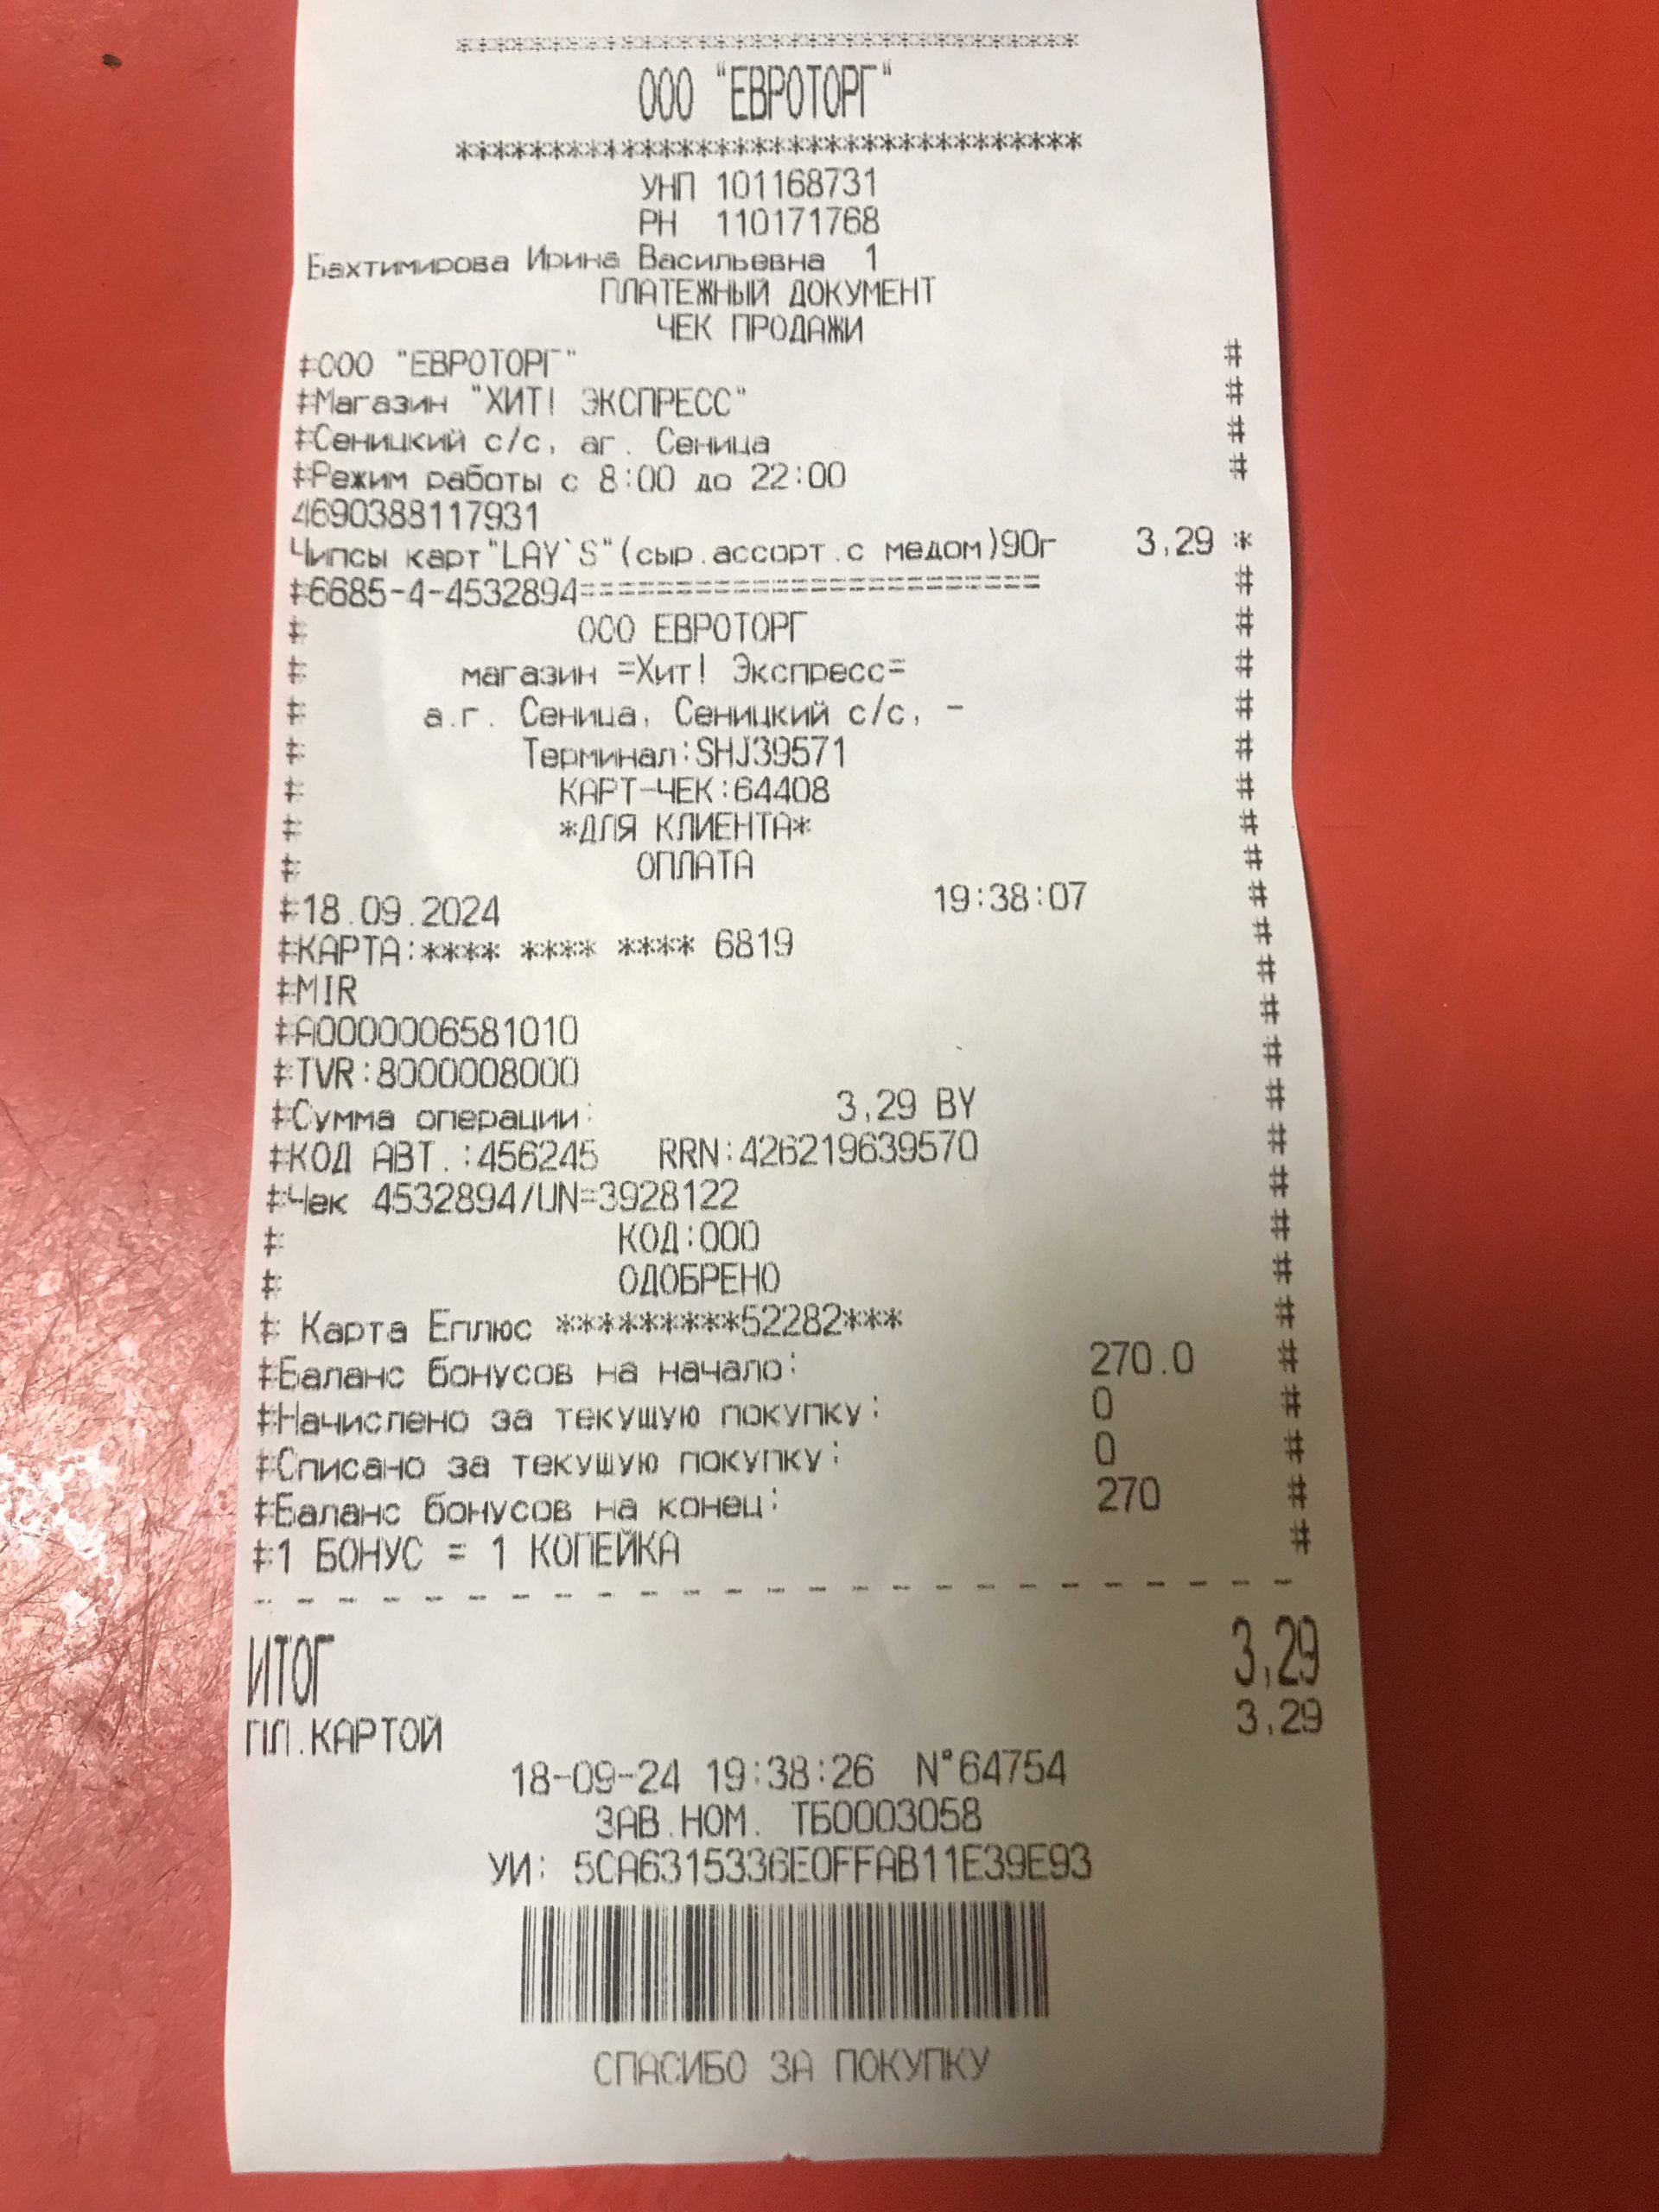 **********************************
ООО "ЕВРОТОРГ"
**********************************
УНП 101168731
РН 110171768
Бахтимирова Ирина Васильевна 1
ПЛАТЕЖНЫЙ ДОКУМЕНТ
ЧЕК ПРОДАЖИ
#ООО "ЕВРОТОРГ" #
#Магазин "ХИТ! ЭКСПРЕСС" #
#Сеницкий с/с, аг. Сеница #
#Режим работы с 8:00 до 22:00 #
4690388117931
Чипсы карт"LAY`S"(сыр.ассорт.с медом)90г 3,29 *
#6685-4-4532894========================= #
# ООО ЕВРОТОРГ #
# магазин =Хит! Экспресс= #
# а.г. Сеница, Сеницкий с/с, - #
# Терминал:SHJ39571 #
# КАРТ-ЧЕК:64408 #
# *ДЛЯ КЛИЕНТА* #
# ОПЛАТА #
#18.09.2024 19:38:07 #
#КАРТА:**** **** **** 6819 #
#MIR #
#A0000006581010 #
#TVR:8000008000 #
#Сумма операции: 3,29 BY #
#КОД АВТ.:456245 RRN:426219639570 #
#Чек 4532894/UN=3928122 #
# КОД:000 #
# ОДОБРЕНО #
# Карта Еплюс **********52282*** #
#Баланс бонусов на начало: 270.0 #
#Начислено за текущую покупку: 0 #
#Списано за текущую покупку: 0 #
#Баланс бонусов на конец: 270 #
#1 БОНУС = 1 КОПЕЙКА #
- - - - - - - - - - - - - - - - - - -
ИТОГ 3,29
ПЛ.КАРТОЙ 3,29
18-09-24 19:38:26 N°64754
ЗАВ.НОМ. ТБ0003058
УИ: 5CA6315336E0FFAB11E39E93
СПАСИБО ЗА ПОКУПКУ